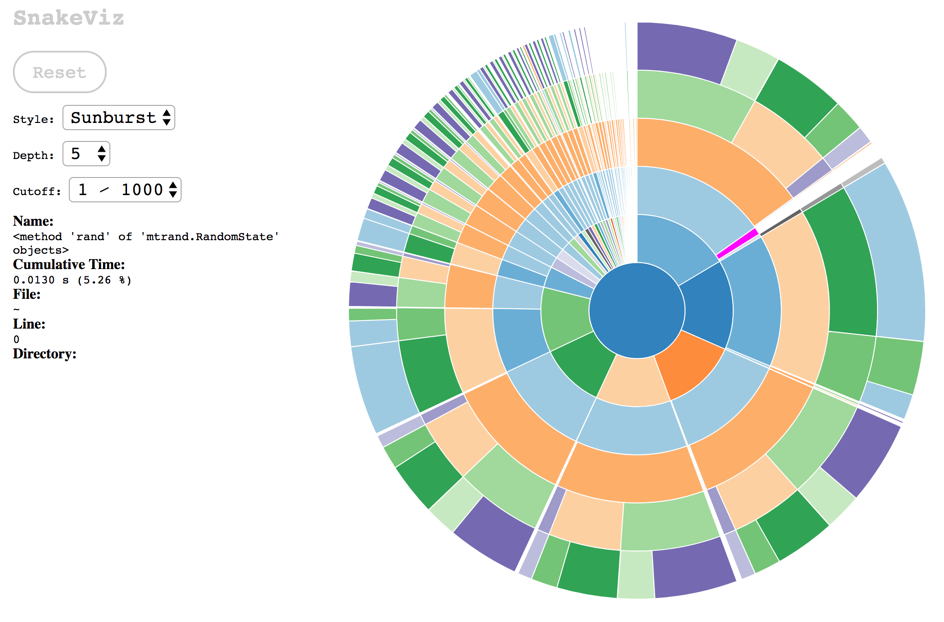 SnakeViz
Reset
Style: Sunburst
Depth: 5
Cutoff: 1 / 1000
Name:
<method 'rand' of 'mtrand.RandomState'
objects>
Cumulative Time:
0.0130 s (5.26 %)
File:
~
Line:
0
Directory: